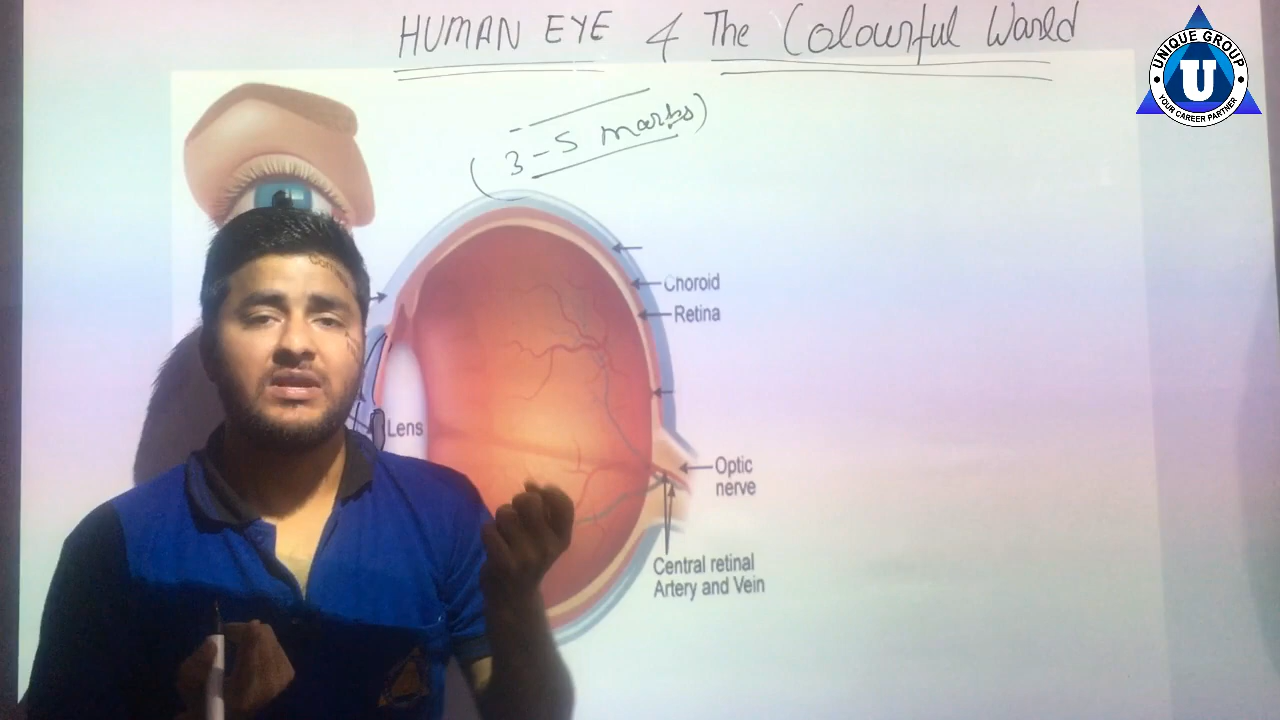 HUMAN EYE & The Colourful World
(3-5 marks)
UNIQUE GROUP
U
YOUR CAREER PARTNER
Choroid
Retina
Lens
Optic
nerve
Central retinal
Artery and Vein